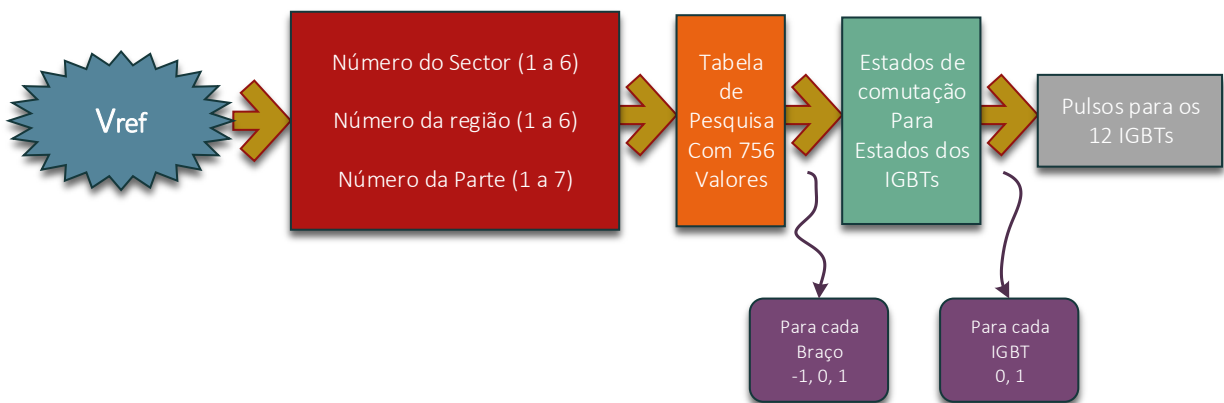 Vref
Número do Sector (1 a 6)
Número da região (1 a 6)
Número da Parte (1 a 7)
Tabela
de
Pesquisa
Com 756
Valores
Estados de
comutação
Para
Estados dos
IGBTs
Pulsos para os
12 IGBTs
Para cada
Braço
-1, 0, 1
Para cada
IGBT
0, 1